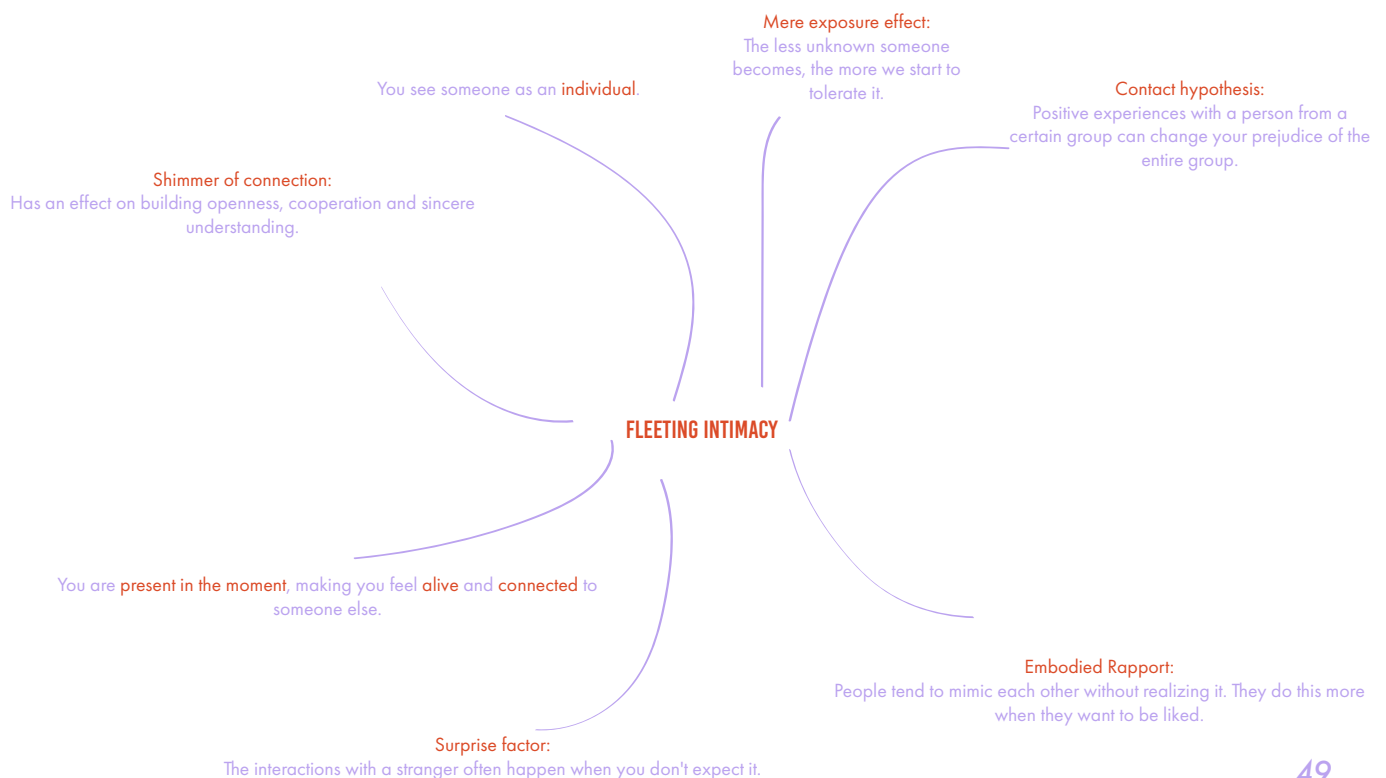 Mere exposure effect:
The less unknown someone
becomes, the more we start to
tolerate it.
You see someone as an individual.
Contact hypothesis:
Positive experiences with a person from a
certain group can change your prejudice of the
entire group.
Shimmer of connection:
Has an effect on building openness, cooperation and sincere
understanding.
FLEETING INTIMACY
You are present in the moment, making you feel alive and connected to
someone else.
Embodied Rapport:
People tend to mimic each other without realizing it. They do this more
when they want to be liked.
Surprise factor:
The interactions with a stranger often happen when you don't expect it.
49